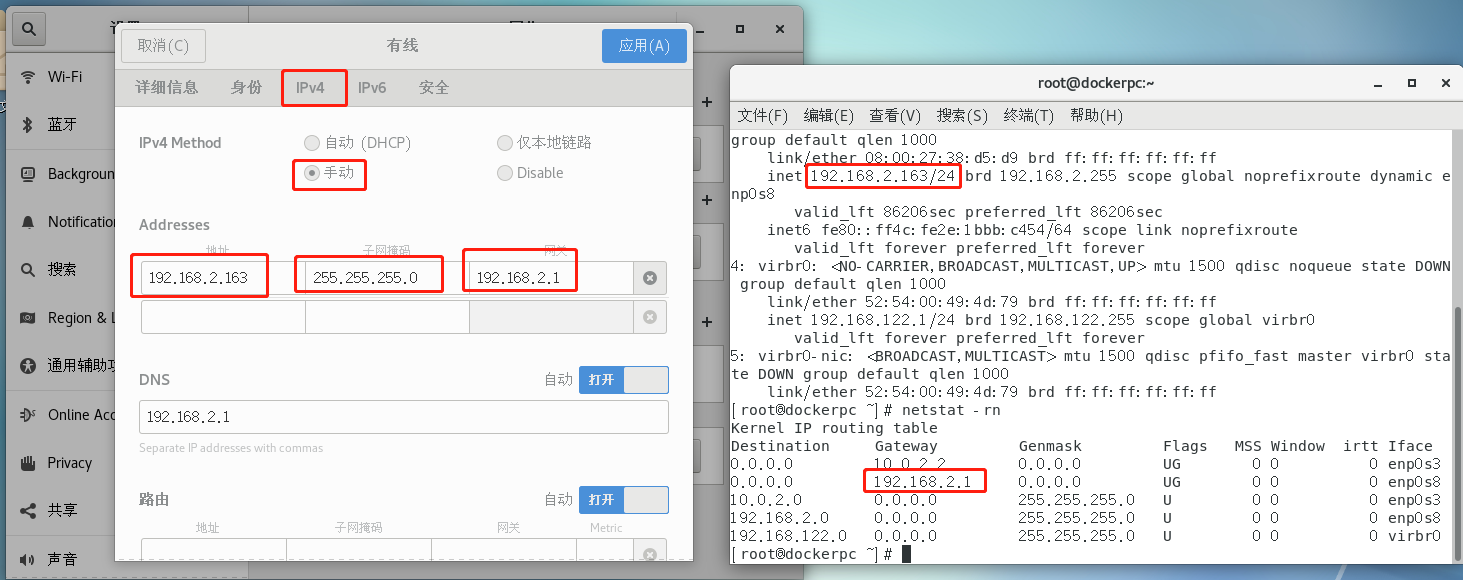 取消(C)
有线
应用(A)
详细信息 身份 IPv4 IPv6 安全
IPv4 Method
自动 (DHCP)
仅本地链路
手动
Disable
Addresses
地址 子网掩码 网关
192.168.2.163 255.255.255.0 192.168.2.1
DNS
自动 打开
192.168.2.1
Separate IP addresses with commas
路由
自动 打开
地址 子网掩码 网关 Metric
Wi-Fi
蓝牙
Backgroun
Notification
搜索
Region & L
通用辅助功
Online Acc
Privacy
共享
声音
root@dockerpc:~
文件(F) 编辑(E) 查看(V) 搜索(S) 终端(T) 帮助(H)
group default qlen 1000
link/ether 08:00:27:38:d5:d9 brd ff:ff:ff:ff:ff:ff
inet 192.168.2.163/24 brd 192.168.2.255 scope global noprefixroute dynamic e
np0s8
valid_lft 86206sec preferred_lft 86206sec
inet6 fe80::ff4c:fe2e:1bbb:c454/64 scope link noprefixroute
valid_lft forever preferred_lft forever
4: virbr0: <NO-CARRIER,BROADCAST,MULTICAST,UP> mtu 1500 qdisc noqueue state DOWN
group default qlen 1000
link/ether 52:54:00:49:4d:79 brd ff:ff:ff:ff:ff:ff
inet 192.168.122.1/24 brd 192.168.122.255 scope global virbr0
valid_lft forever preferred_lft forever
5: virbr0-nic: <BROADCAST,MULTICAST> mtu 1500 qdisc pfifo_fast master virbr0 sta
te DOWN group default qlen 1000
link/ether 52:54:00:49:4d:79 brd ff:ff:ff:ff:ff:ff
[root@dockerpc ~]# netstat -rn
Kernel IP routing table
Destination Gateway Genmask Flags MSS Window irtt Iface
0.0.0.0 10.0.2.2 0.0.0.0 UG 0 0 0 enp0s3
0.0.0.0 192.168.2.1 0.0.0.0 UG 0 0 0 enp0s8
10.0.2.0 0.0.0.0 255.255.255.0 U 0 0 0 enp0s3
192.168.2.0 0.0.0.0 255.255.255.0 U 0 0 0 enp0s8
192.168.122.0 0.0.0.0 255.255.255.0 U 0 0 0 virbr0
[root@dockerpc ~]#